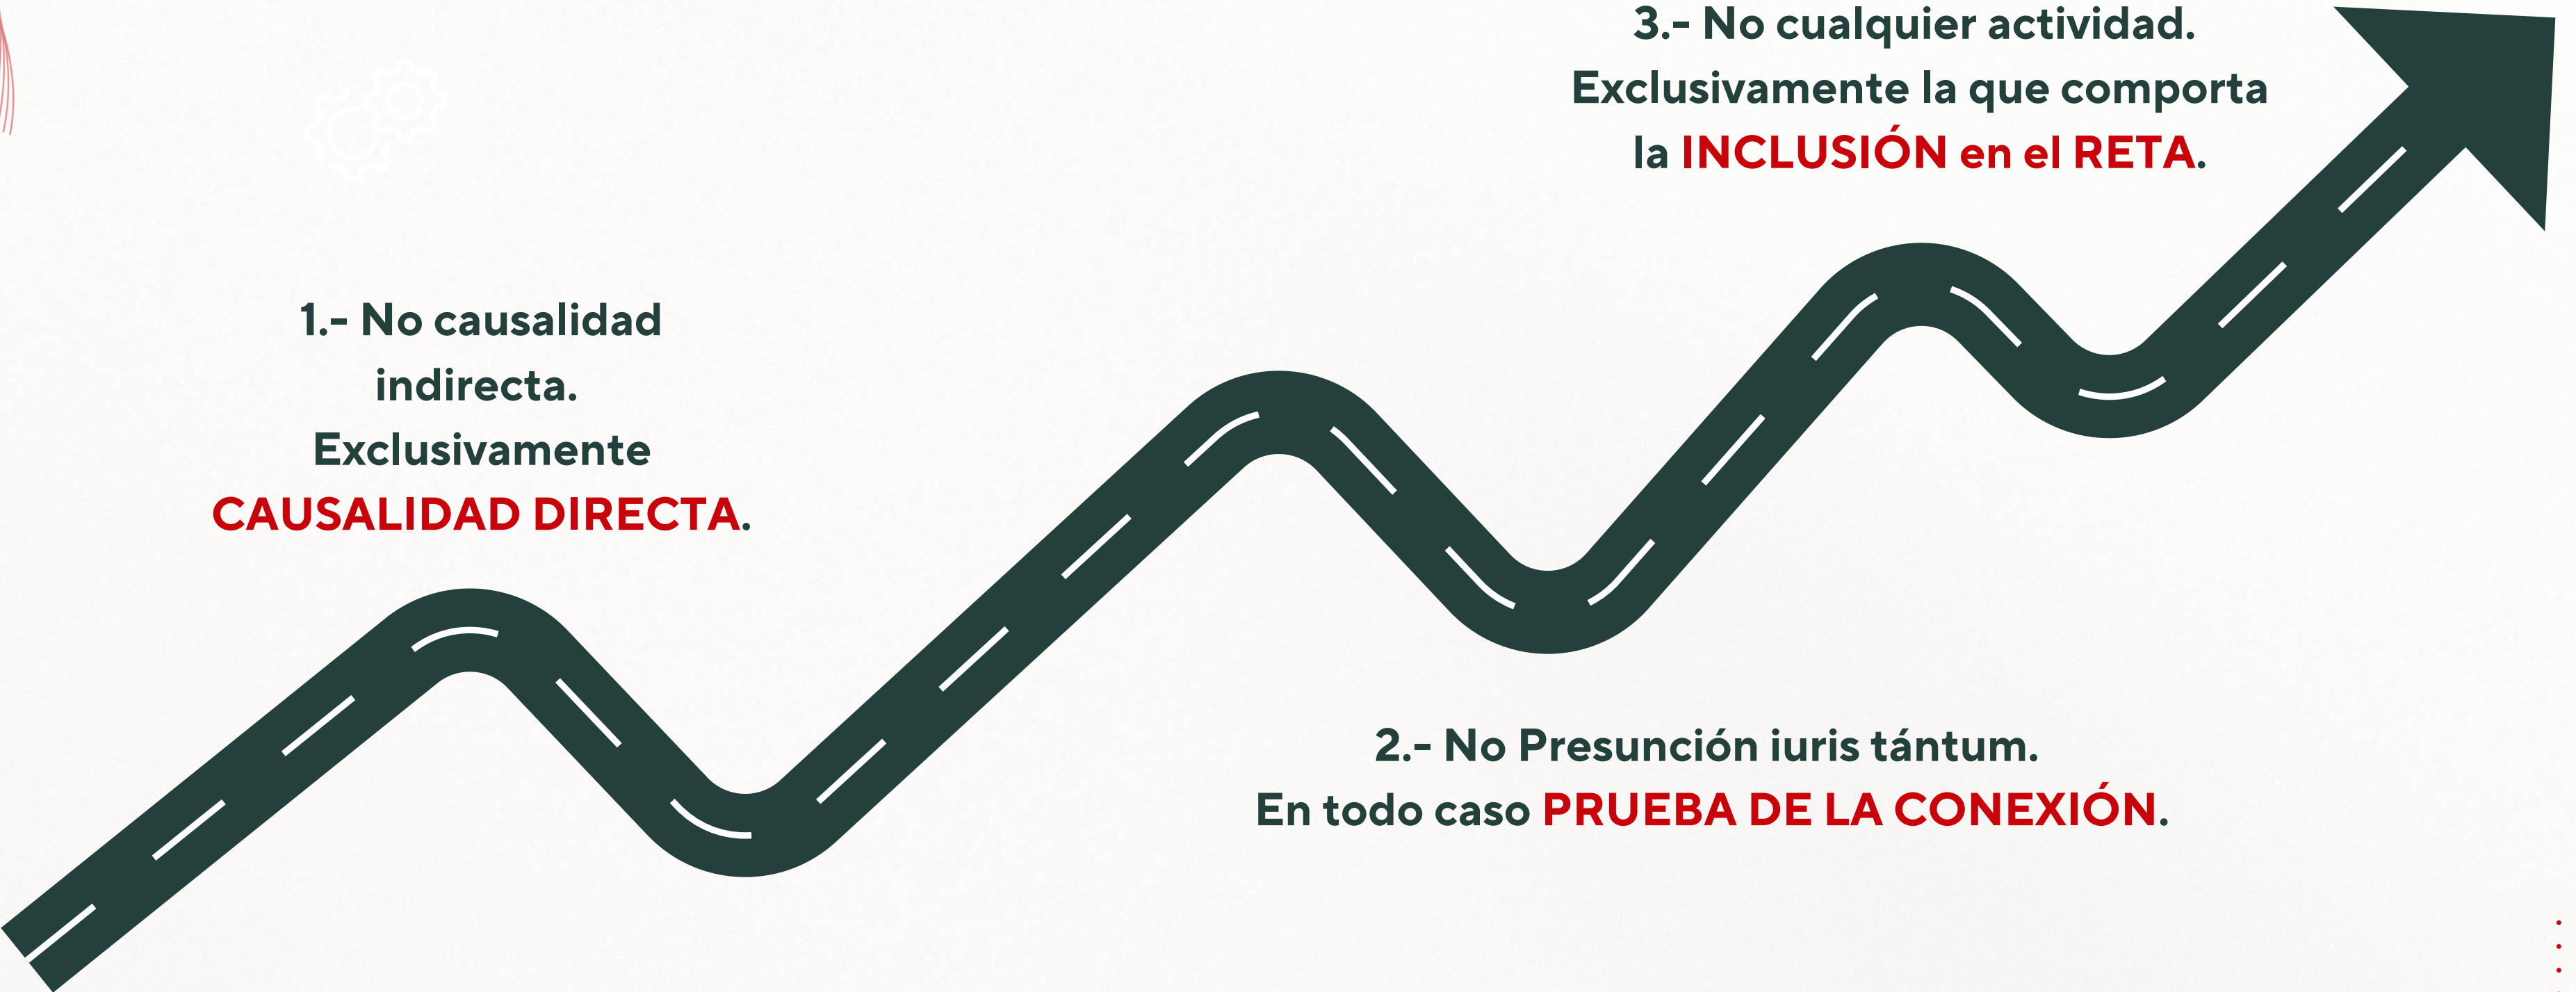 1.- No causalidad
indirecta.
Exclusivamente
CAUSALIDAD DIRECTA.
2.- No Presunción iuris tántum.
En todo caso PRUEBA DE LA CONEXIÓN.
3.- No cualquier actividad.
Exclusivamente la que comporta
la INCLUSIÓN en el RETA.